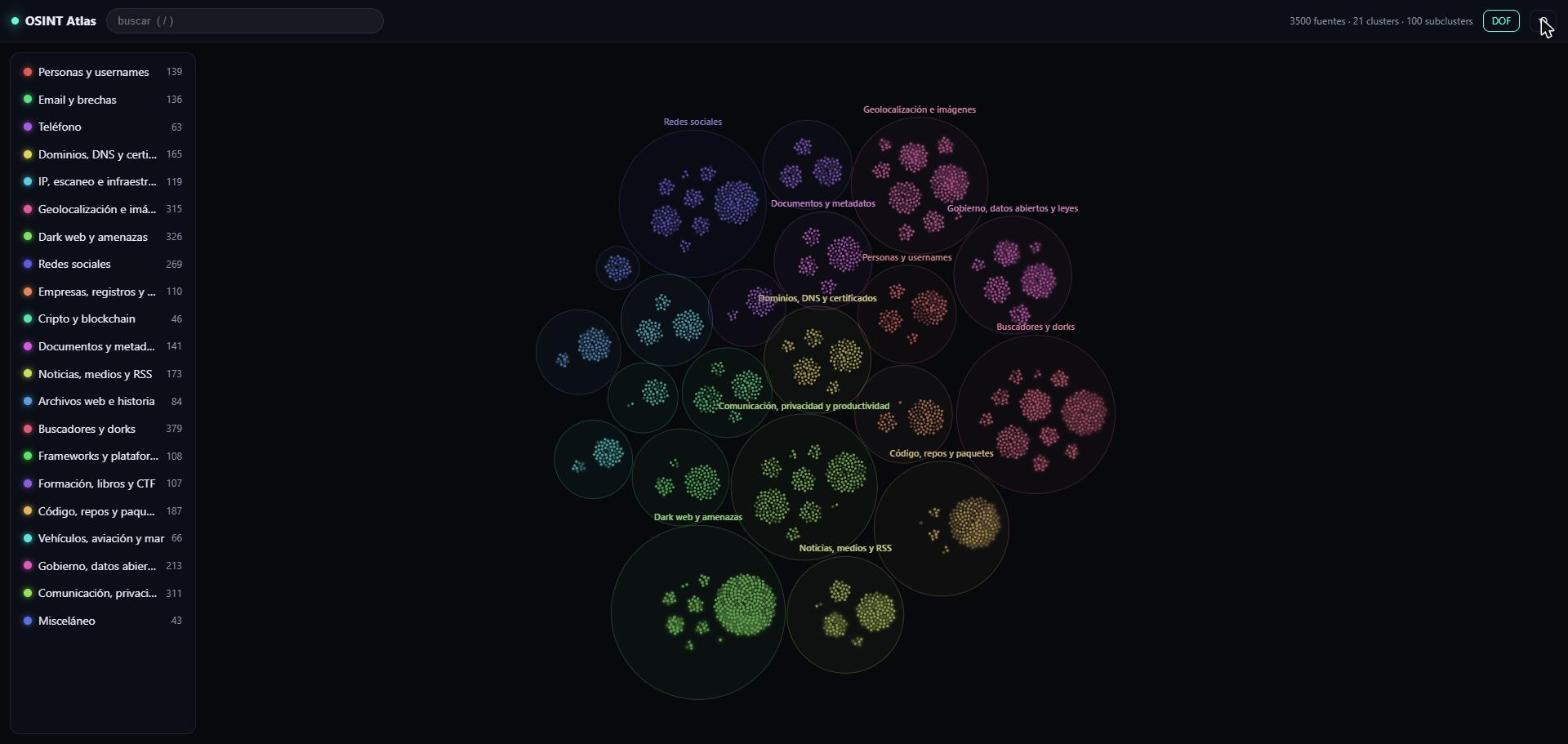 OSINT Atlas
buscar ( / )
3500 fuentes · 21 clusters · 100 subclusters
DOF
Personas y usernames 139
Email y brechas 136
Teléfono 63
Dominios, DNS y certi... 165
IP, escaneo e infraestr... 119
Geolocalización e imá... 315
Dark web y amenazas 326
Redes sociales 269
Empresas, registros y ... 110
Cripto y blockchain 46
Documentos y metad... 141
Noticias, medios y RSS 173
Archivos web e historia 84
Buscadores y dorks 379
Frameworks y platafor... 108
Formación, libros y CTF 107
Código, repos y paqu... 187
Vehículos, aviación y mar 66
Gobierno, datos abier... 213
Comunicación, privaci... 311
Misceláneo 43
Geolocalización e imágenes
Redes sociales
Documentos y metadatos
Gobierno, datos abiertos y leyes
Personas y usernames
Dominios, DNS y certificados
Buscadores y dorks
Comunicación, privacidad y productividad
Código, repos y paquetes
Dark web y amenazas
Noticias, medios y RSS